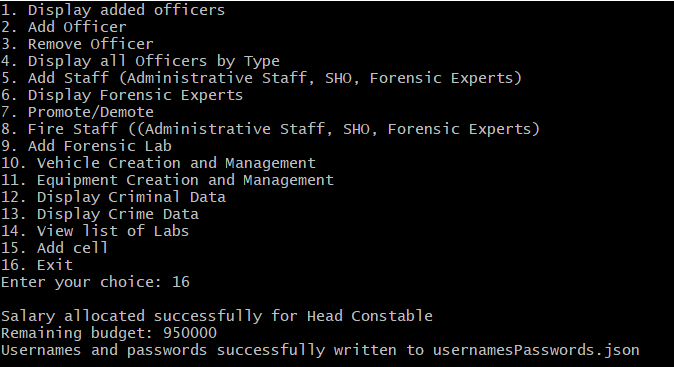 1. Display added officers
2. Add Officer
3. Remove Officer
4. Display all Officers by Type
5. Add Staff (Administrative Staff, SHO, Forensic Experts)
6. Display Forensic Experts
7. Promote/Demote
8. Fire Staff ((Administrative Staff, SHO, Forensic Experts)
9. Add Forensic Lab
10. Vehicle Creation and Management
11. Equipment Creation and Management
12. Display Criminal Data
13. Display Crime Data
14. View list of Labs
15. Add cell
16. Exit
Enter your choice: 16
Salary allocated successfully for Head Constable
Remaining budget: 950000
Usernames and passwords successfully written to usernamesPasswords.json